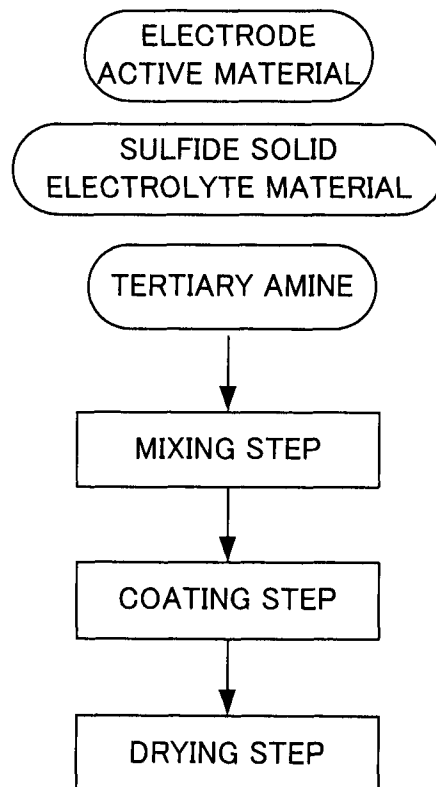 ELECTRODE
ACTIVE MATERIAL
SULFIDE SOLID
ELECTROLYTE MATERIAL
TERTIARY AMINE
MIXING STEP
COATING STEP
DRYING STEP